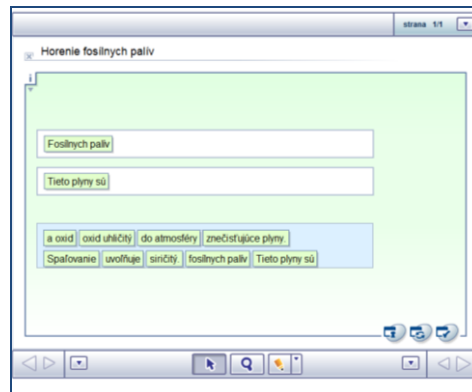 strana 1/1
Horenie fosílnych palív
i
Fosílnych palív
Tieto plyny sú
a oxid oxid uhličitý do atmosféry znečisťujúce plyny.
Spaľovanie uvoľňuje siričitý. fosílnych palív Tieto plyny sú